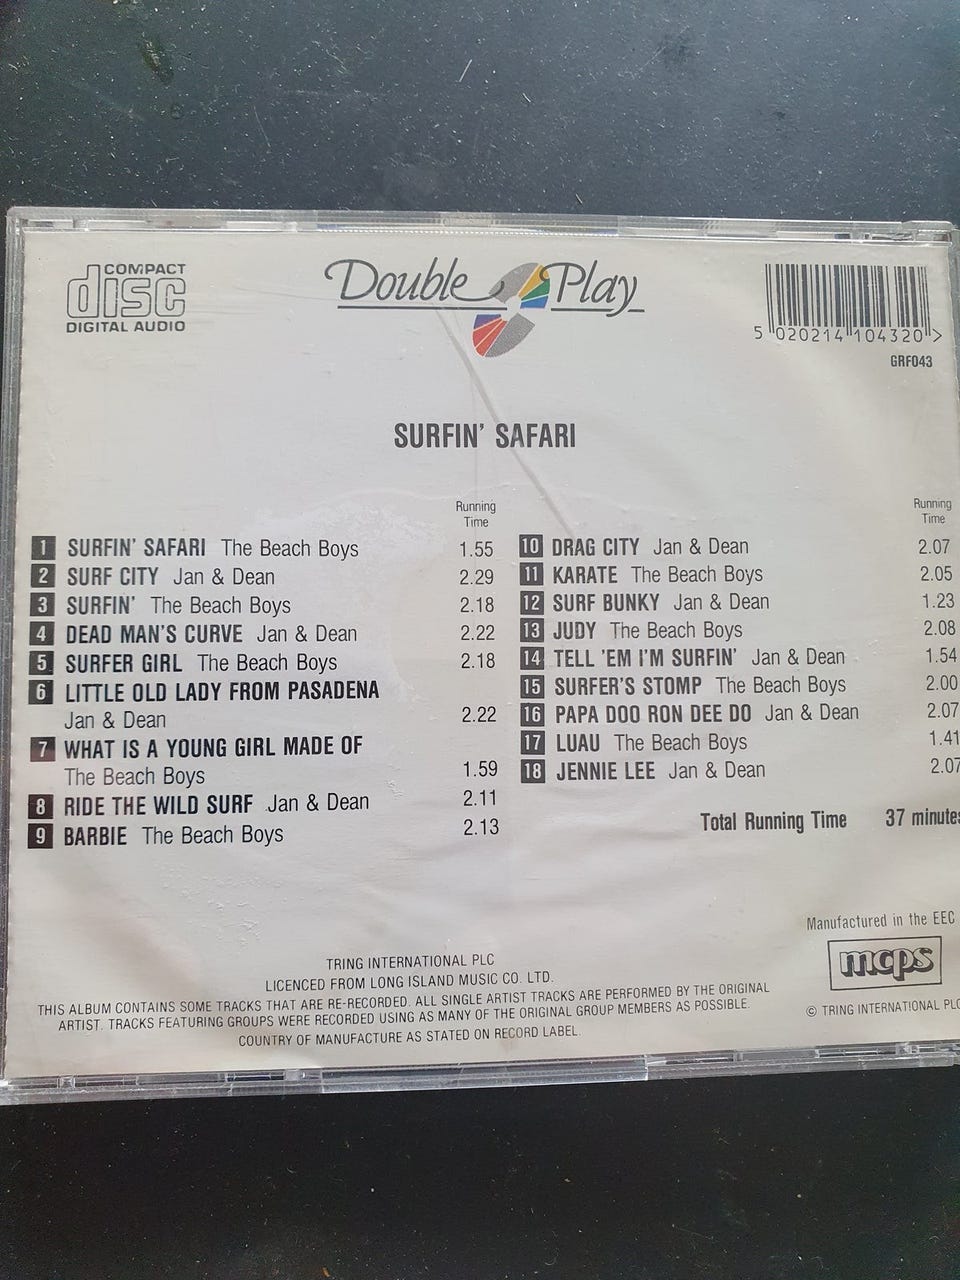 COMPACT
disc
DIGITAL AUDIO
Double Play
5 020214 104320 >
GRF043
SURFIN' SAFARI
Running
Time
1 SURFIN' SAFARI The Beach Boys 1.55
2 SURF CITY Jan & Dean 2.29
3 SURFIN' The Beach Boys 2.18
4 DEAD MAN'S CURVE Jan & Dean 2.22
5 SURFER GIRL The Beach Boys 2.18
6 LITTLE OLD LADY FROM PASADENA
Jan & Dean 2.22
7 WHAT IS A YOUNG GIRL MADE OF
The Beach Boys 1.59
8 RIDE THE WILD SURF Jan & Dean 2.11
9 BARBIE The Beach Boys 2.13
Running
Time
10 DRAG CITY Jan & Dean 2.07
11 KARATE The Beach Boys 2.05
12 SURF BUNKY Jan & Dean 1.23
13 JUDY The Beach Boys 2.08
14 TELL 'EM I'M SURFIN' Jan & Dean 1.54
15 SURFER'S STOMP The Beach Boys 2.00
16 PAPA DOO RON DEE DO Jan & Dean 2.07
17 LUAU The Beach Boys 1.41
18 JENNIE LEE Jan & Dean 2.07
Total Running Time 37 minutes
Manufactured in the EEC
mcps
© TRING INTERNATIONAL PLC
TRING INTERNATIONAL PLC
LICENCED FROM LONG ISLAND MUSIC CO. LTD.
THIS ALBUM CONTAINS SOME TRACKS THAT ARE RE-RECORDED. ALL SINGLE ARTIST TRACKS ARE PERFORMED BY THE ORIGINAL
ARTIST. TRACKS FEATURING GROUPS WERE RECORDED USING AS MANY OF THE ORIGINAL GROUP MEMBERS AS POSSIBLE.
COUNTRY OF MANUFACTURE AS STATED ON RECORD LABEL.